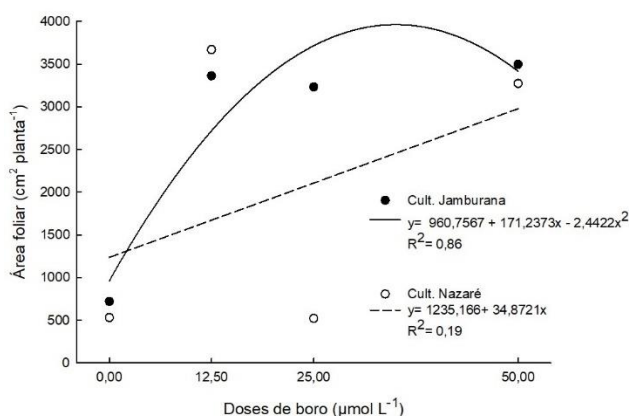 4000
3500
3000
2500
2000
1500
1000
500
0
Área foliar (cm² planta⁻¹)
Cult. Jamburana
y= 960,7567 + 171,2373x - 2,4422x²
R²= 0,86
Cult. Nazaré
y= 1235,166+ 34,8721x
R²= 0,19
0,00 12,50 25,00 50,00
Doses de boro (µmol L⁻¹)